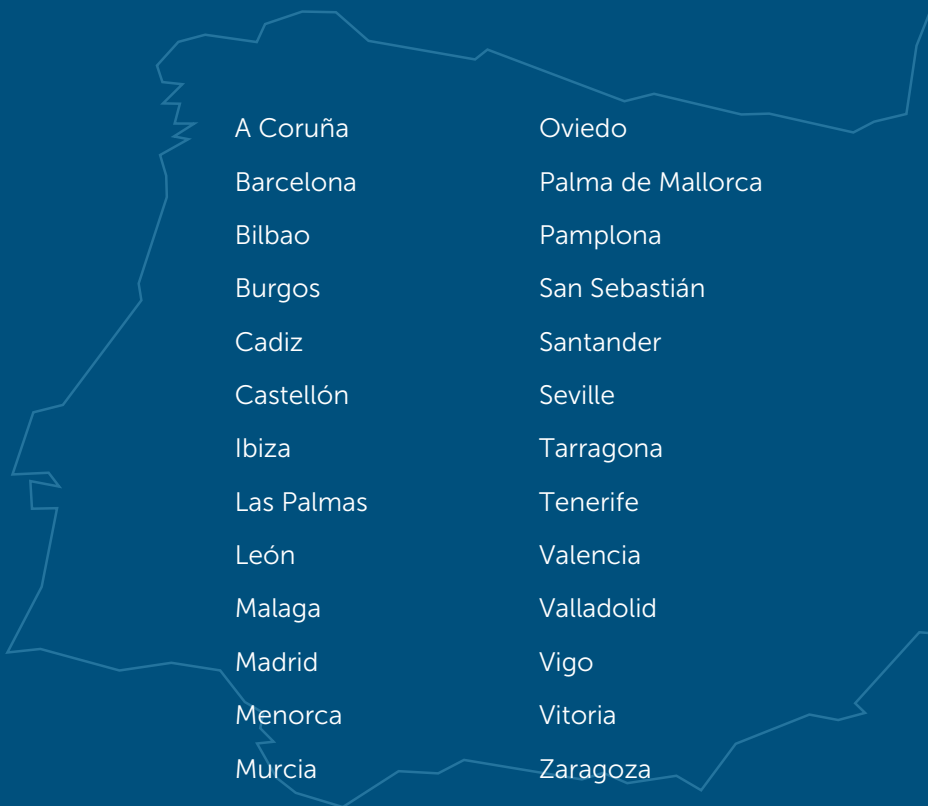 A Coruña
Barcelona
Bilbao
Burgos
Cadiz
Castellón
Ibiza
Las Palmas
León
Malaga
Madrid
Menorca
Murcia
Oviedo
Palma de Mallorca
Pamplona
San Sebastián
Santander
Seville
Tarragona
Tenerife
Valencia
Valladolid
Vigo
Vitoria
Zaragoza